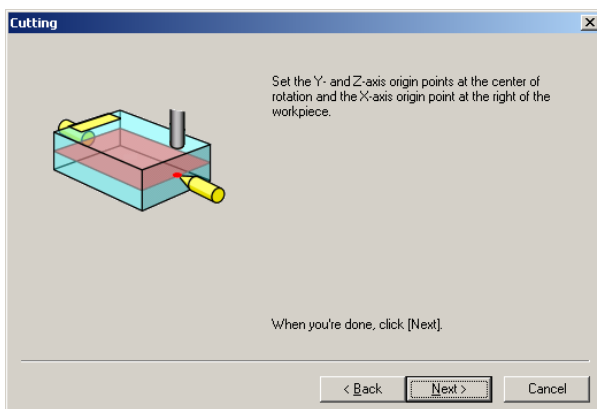 Cutting
Set the Y- and Z-axis origin points at the center of
rotation and the X-axis origin point at the right of the
workpiece.
When you're done, click [Next].
< Back
Next >
Cancel